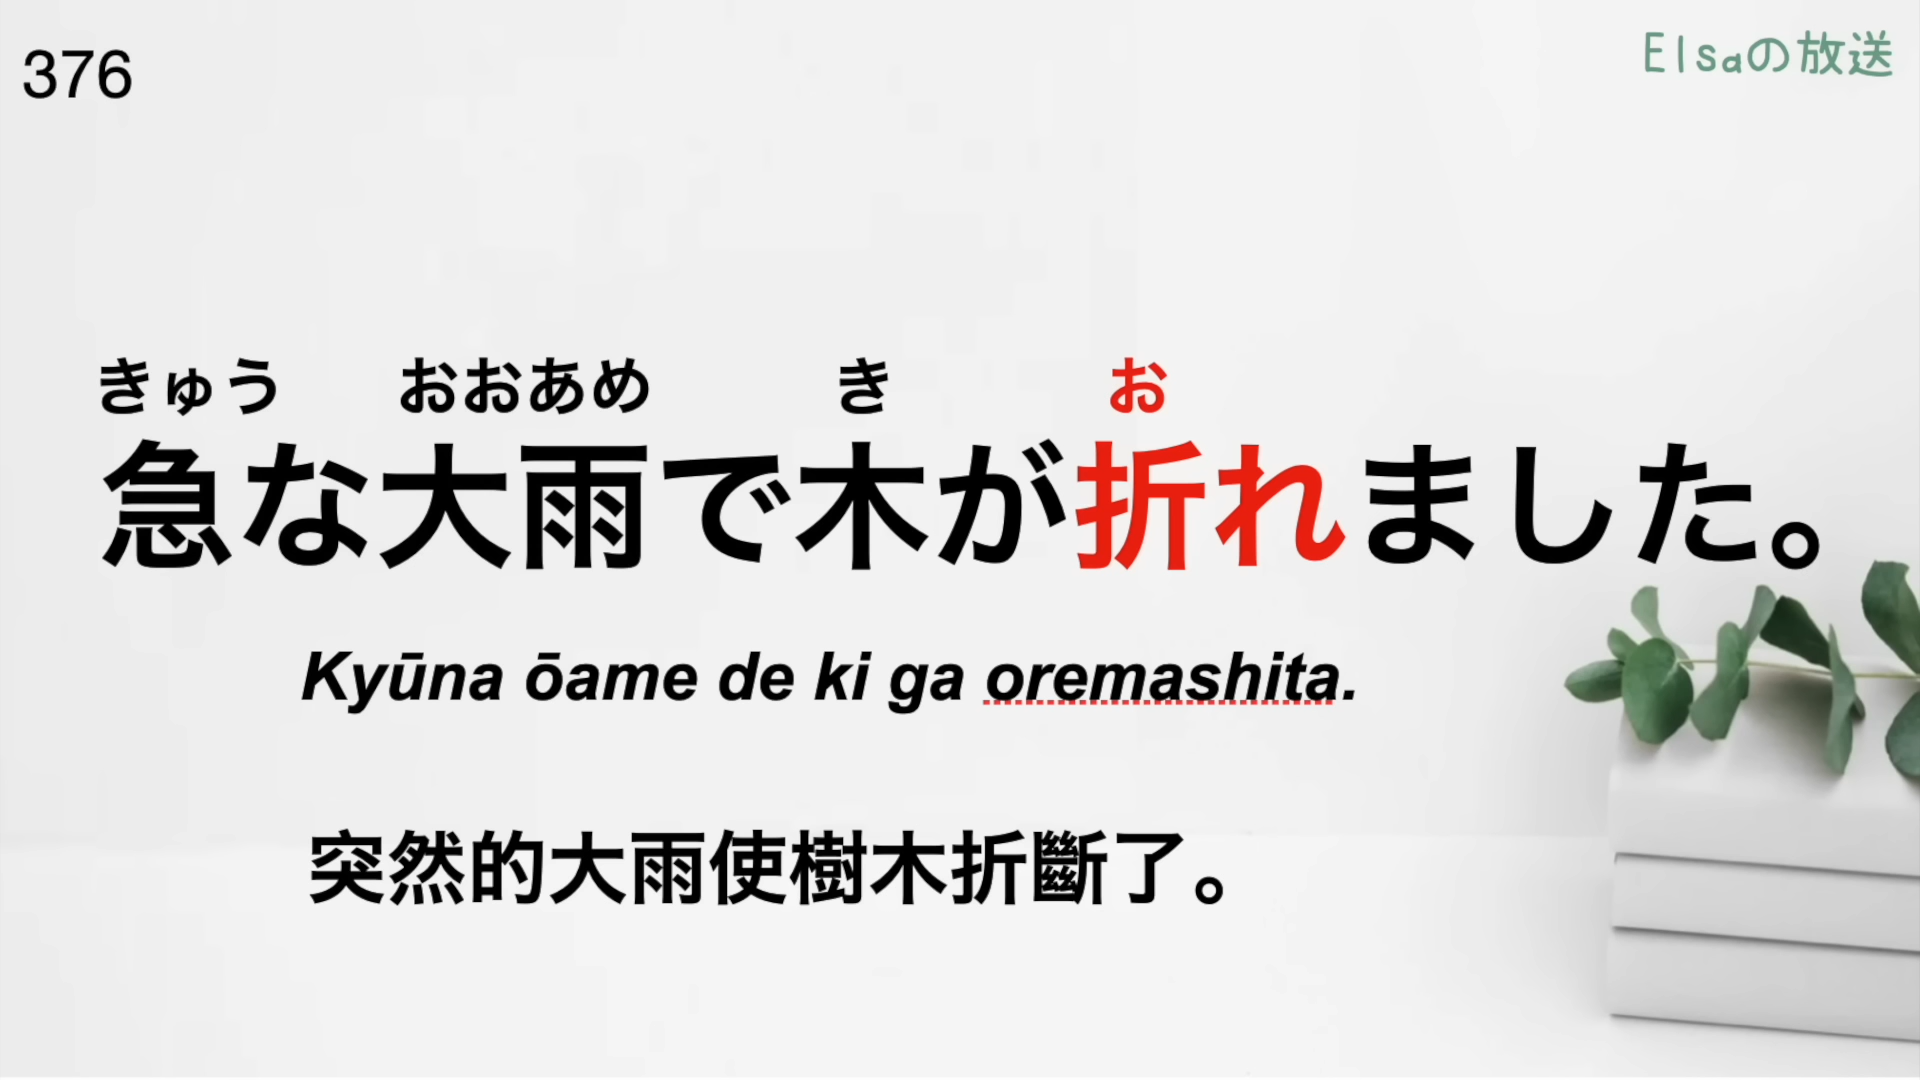 376
Elsaの放送
きゅう おおあめ き お
急な大雨で木が折れました。
Kyūna ōame de ki ga oremashita.
突然的大雨使樹木折斷了。